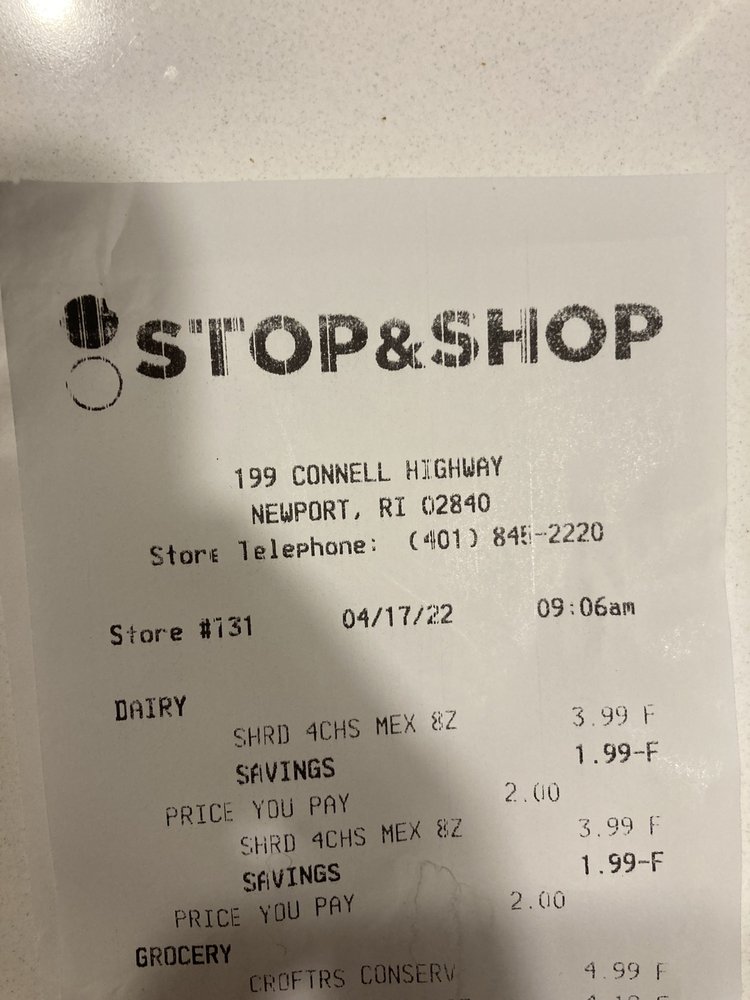 STOP&SHOP
199 CONNELL HIGHWAY
NEWPORT, RI 02840
Store Telephone: (401) 845-2220
Store #731 04/17/22 09:06am
DAIRY
SHRD 4CHS MEX 8Z 3.99 F
SAVINGS 1.99-F
PRICE YOU PAY 2.00
SHRD 4CHS MEX 8Z 3.99 F
SAVINGS 1.99-F
PRICE YOU PAY 2.00
GROCERY
CROFTRS CONSERV 4.99 F